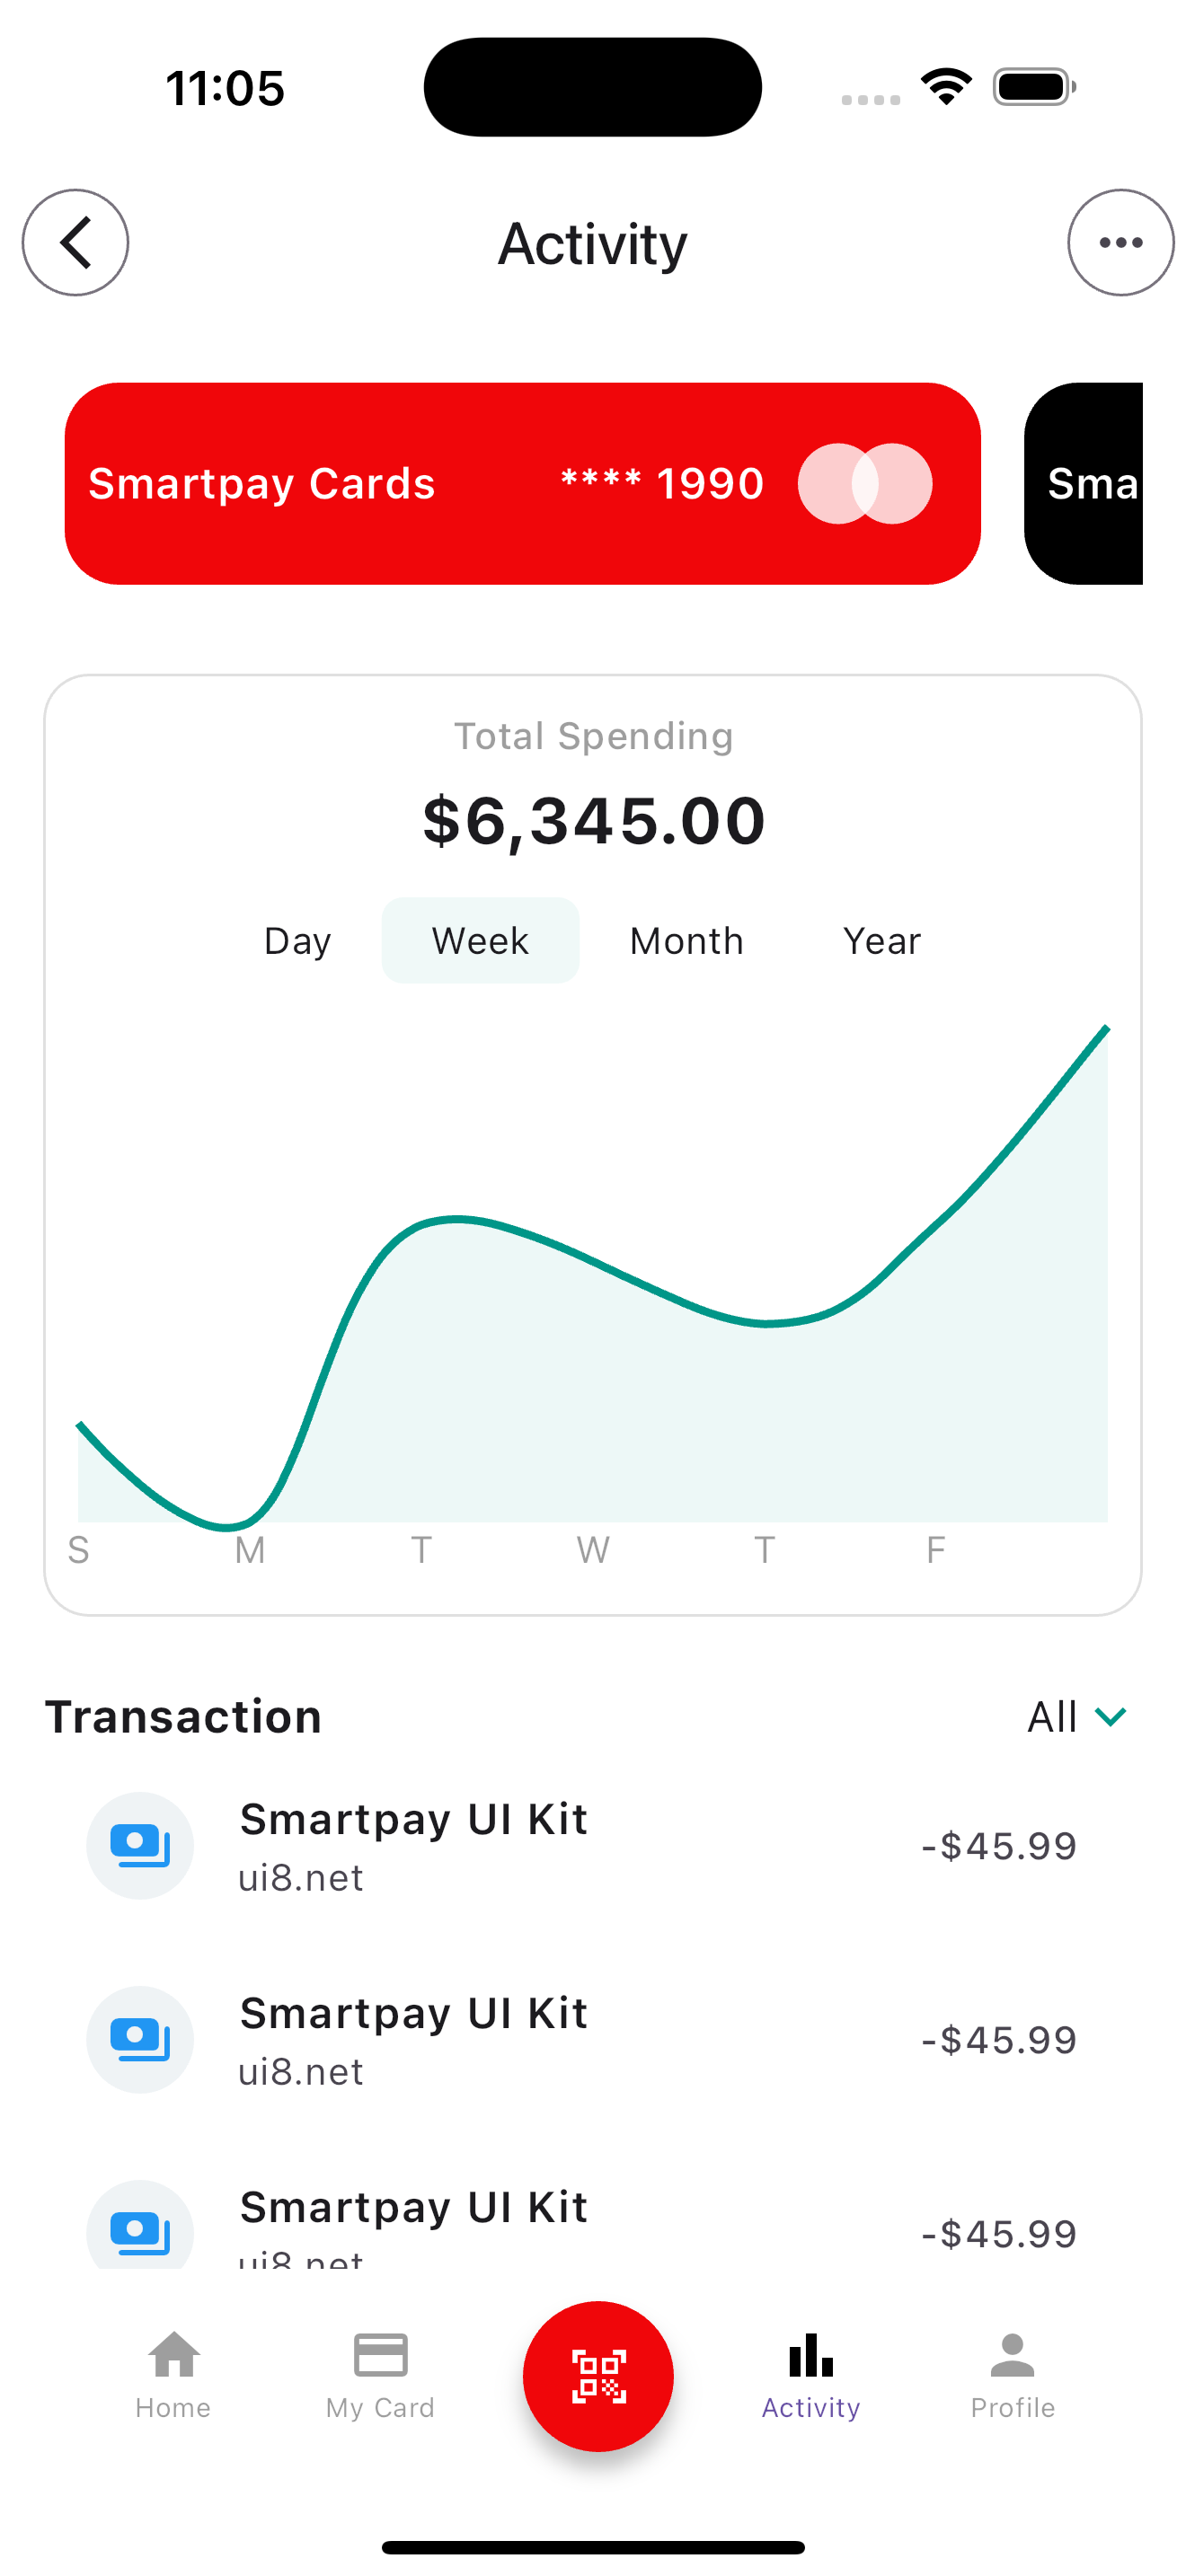 11:05
Activity
Smartpay Cards **** 1990
Sma
Total Spending
$6,345.00
Day Week Month Year
S M T W T F
Transaction All
Smartpay UI Kit
ui8.net
-$45.99
Smartpay UI Kit
ui8.net
-$45.99
Smartpay UI Kit
ui8.net
-$45.99
Home My Card Activity Profile